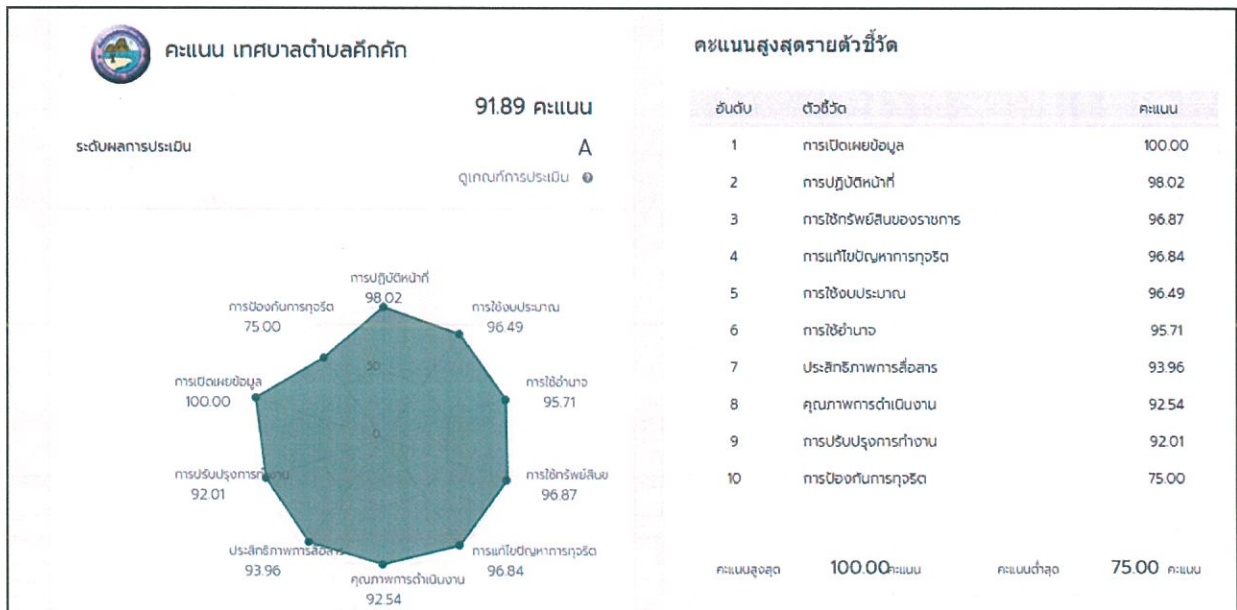 คะแนน เทศบาลตำบลคึกคัก
91.89 คะแนน
ระดับผลการประเมิน
A
ดูเกณฑ์การประเมิน
การปฏิบัติหน้าที่
98.02
การป้องกันการทุจริต
75.00
การใช้งบประมาณ
96.49
50
การเปิดเผยข้อมูล
100.00
การใช้อำนาจ
95.71
0
การปรับปรุงการทำงาน
92.01
การใช้ทรัพย์สินข
96.87
ประสิทธิภาพการสื่อสาร
93.96
การแก้ไขปัญหาการทุจริต
96.84
คุณภาพการดำเนินงาน
92.54
คะแนนสูงสุดรายตัวชี้วัด
อันดับ ตัวชี้วัด คะแนน
1 การเปิดเผยข้อมูล 100.00
2 การปฏิบัติหน้าที่ 98.02
3 การใช้ทรัพย์สินของราชการ 96.87
4 การแก้ไขปัญหาการทุจริต 96.84
5 การใช้งบประมาณ 96.49
6 การใช้อำนาจ 95.71
7 ประสิทธิภาพการสื่อสาร 93.96
8 คุณภาพการดำเนินงาน 92.54
9 การปรับปรุงการทำงาน 92.01
10 การป้องกันการทุจริต 75.00
คะแนนสูงสุด 100.00 คะแนน คะแนนต่ำสุด 75.00 คะแนน